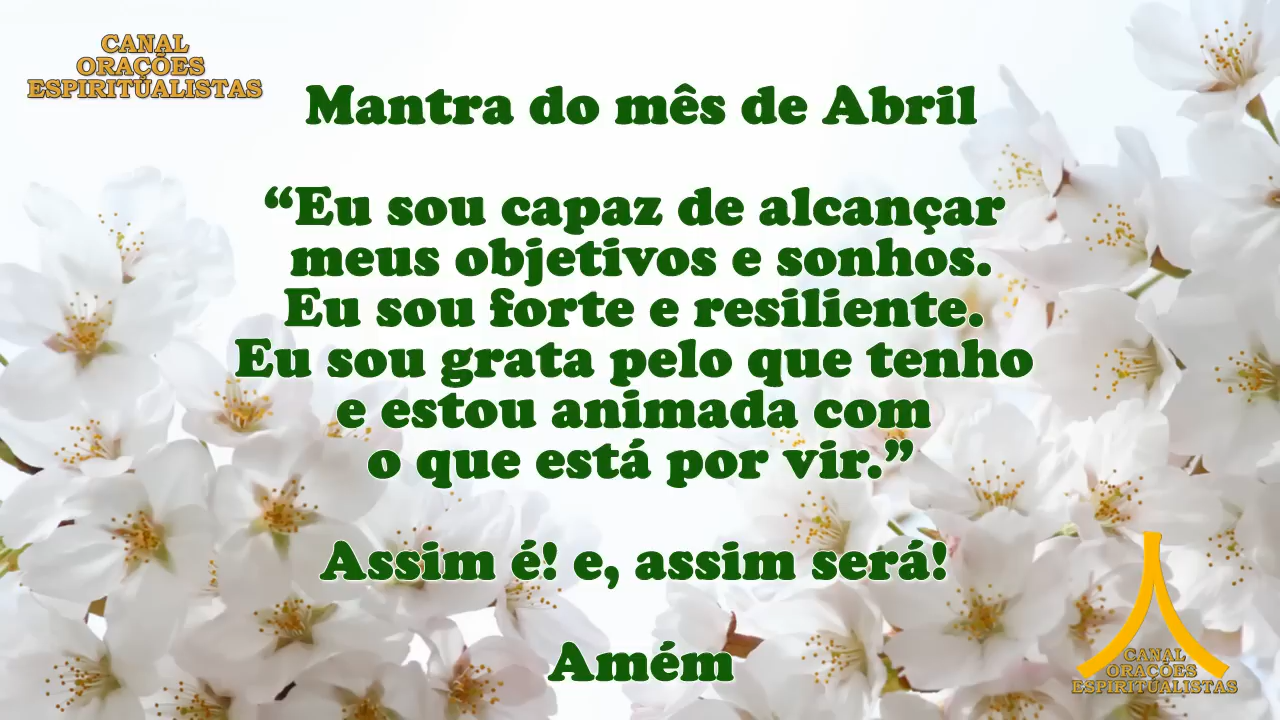 CANAL
ORAÇÕES
ESPIRITUALISTAS
Mantra do mês de Abril
“Eu sou capaz de alcançar
meus objetivos e sonhos.
Eu sou forte e resiliente.
Eu sou grata pelo que tenho
e estou animada com
o que está por vir.”
Assim é! e, assim será!
Amém
CANAL
ORAÇÕES
ESPIRITUALISTAS